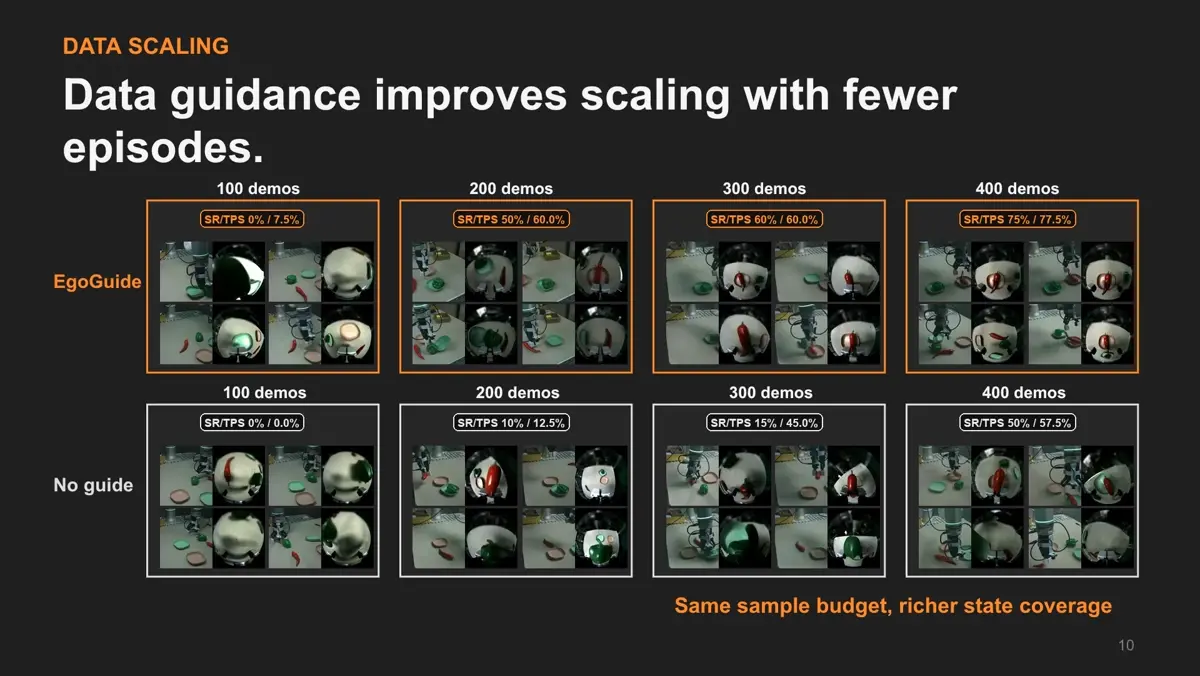 DATA SCALING
Data guidance improves scaling with fewer
episodes.
100 demos
200 demos
300 demos
400 demos
EgoGuide
SR/TPS 0% / 7.5%
SR/TPS 50% / 60.0%
SR/TPS 60% / 60.0%
SR/TPS 75% / 77.5%
100 demos
200 demos
300 demos
400 demos
No guide
SR/TPS 0% / 0.0%
SR/TPS 10% / 12.5%
SR/TPS 15% / 45.0%
SR/TPS 50% / 57.5%
Same sample budget, richer state coverage
10